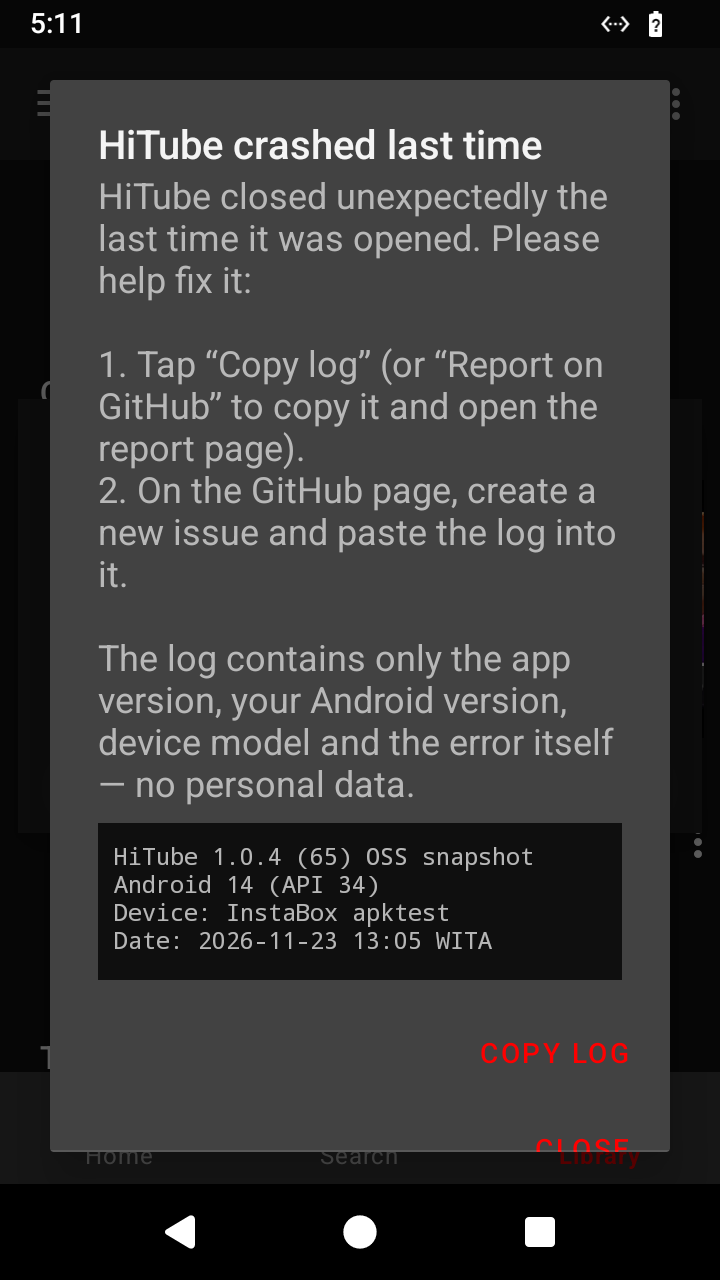 5:11
HiTube crashed last time
HiTube closed unexpectedly the
last time it was opened. Please
help fix it:
1. Tap “Copy log” (or “Report on
GitHub” to copy it and open the
report page).
2. On the GitHub page, create a
new issue and paste the log into
it.
The log contains only the app
version, your Android version,
device model and the error itself
— no personal data.
HiTube 1.0.4 (65) OSS snapshot
Android 14 (API 34)
Device: InstaBox apktest
Date: 2026-11-23 13:05 WITA
COPY LOG
CLOSE
Home Search Library